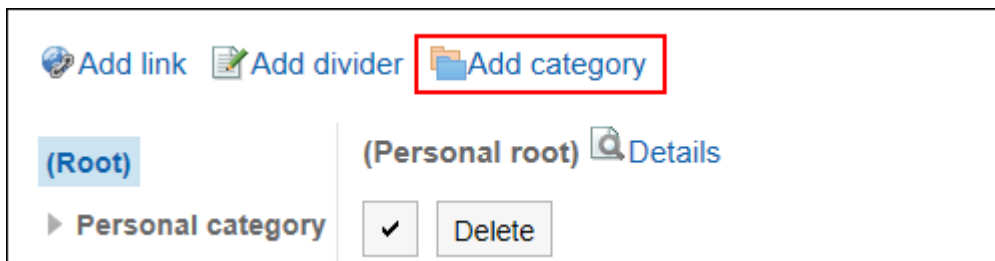 Add link Add divider Add category
(Root)
(Personal root) Details
Personal category
Delete